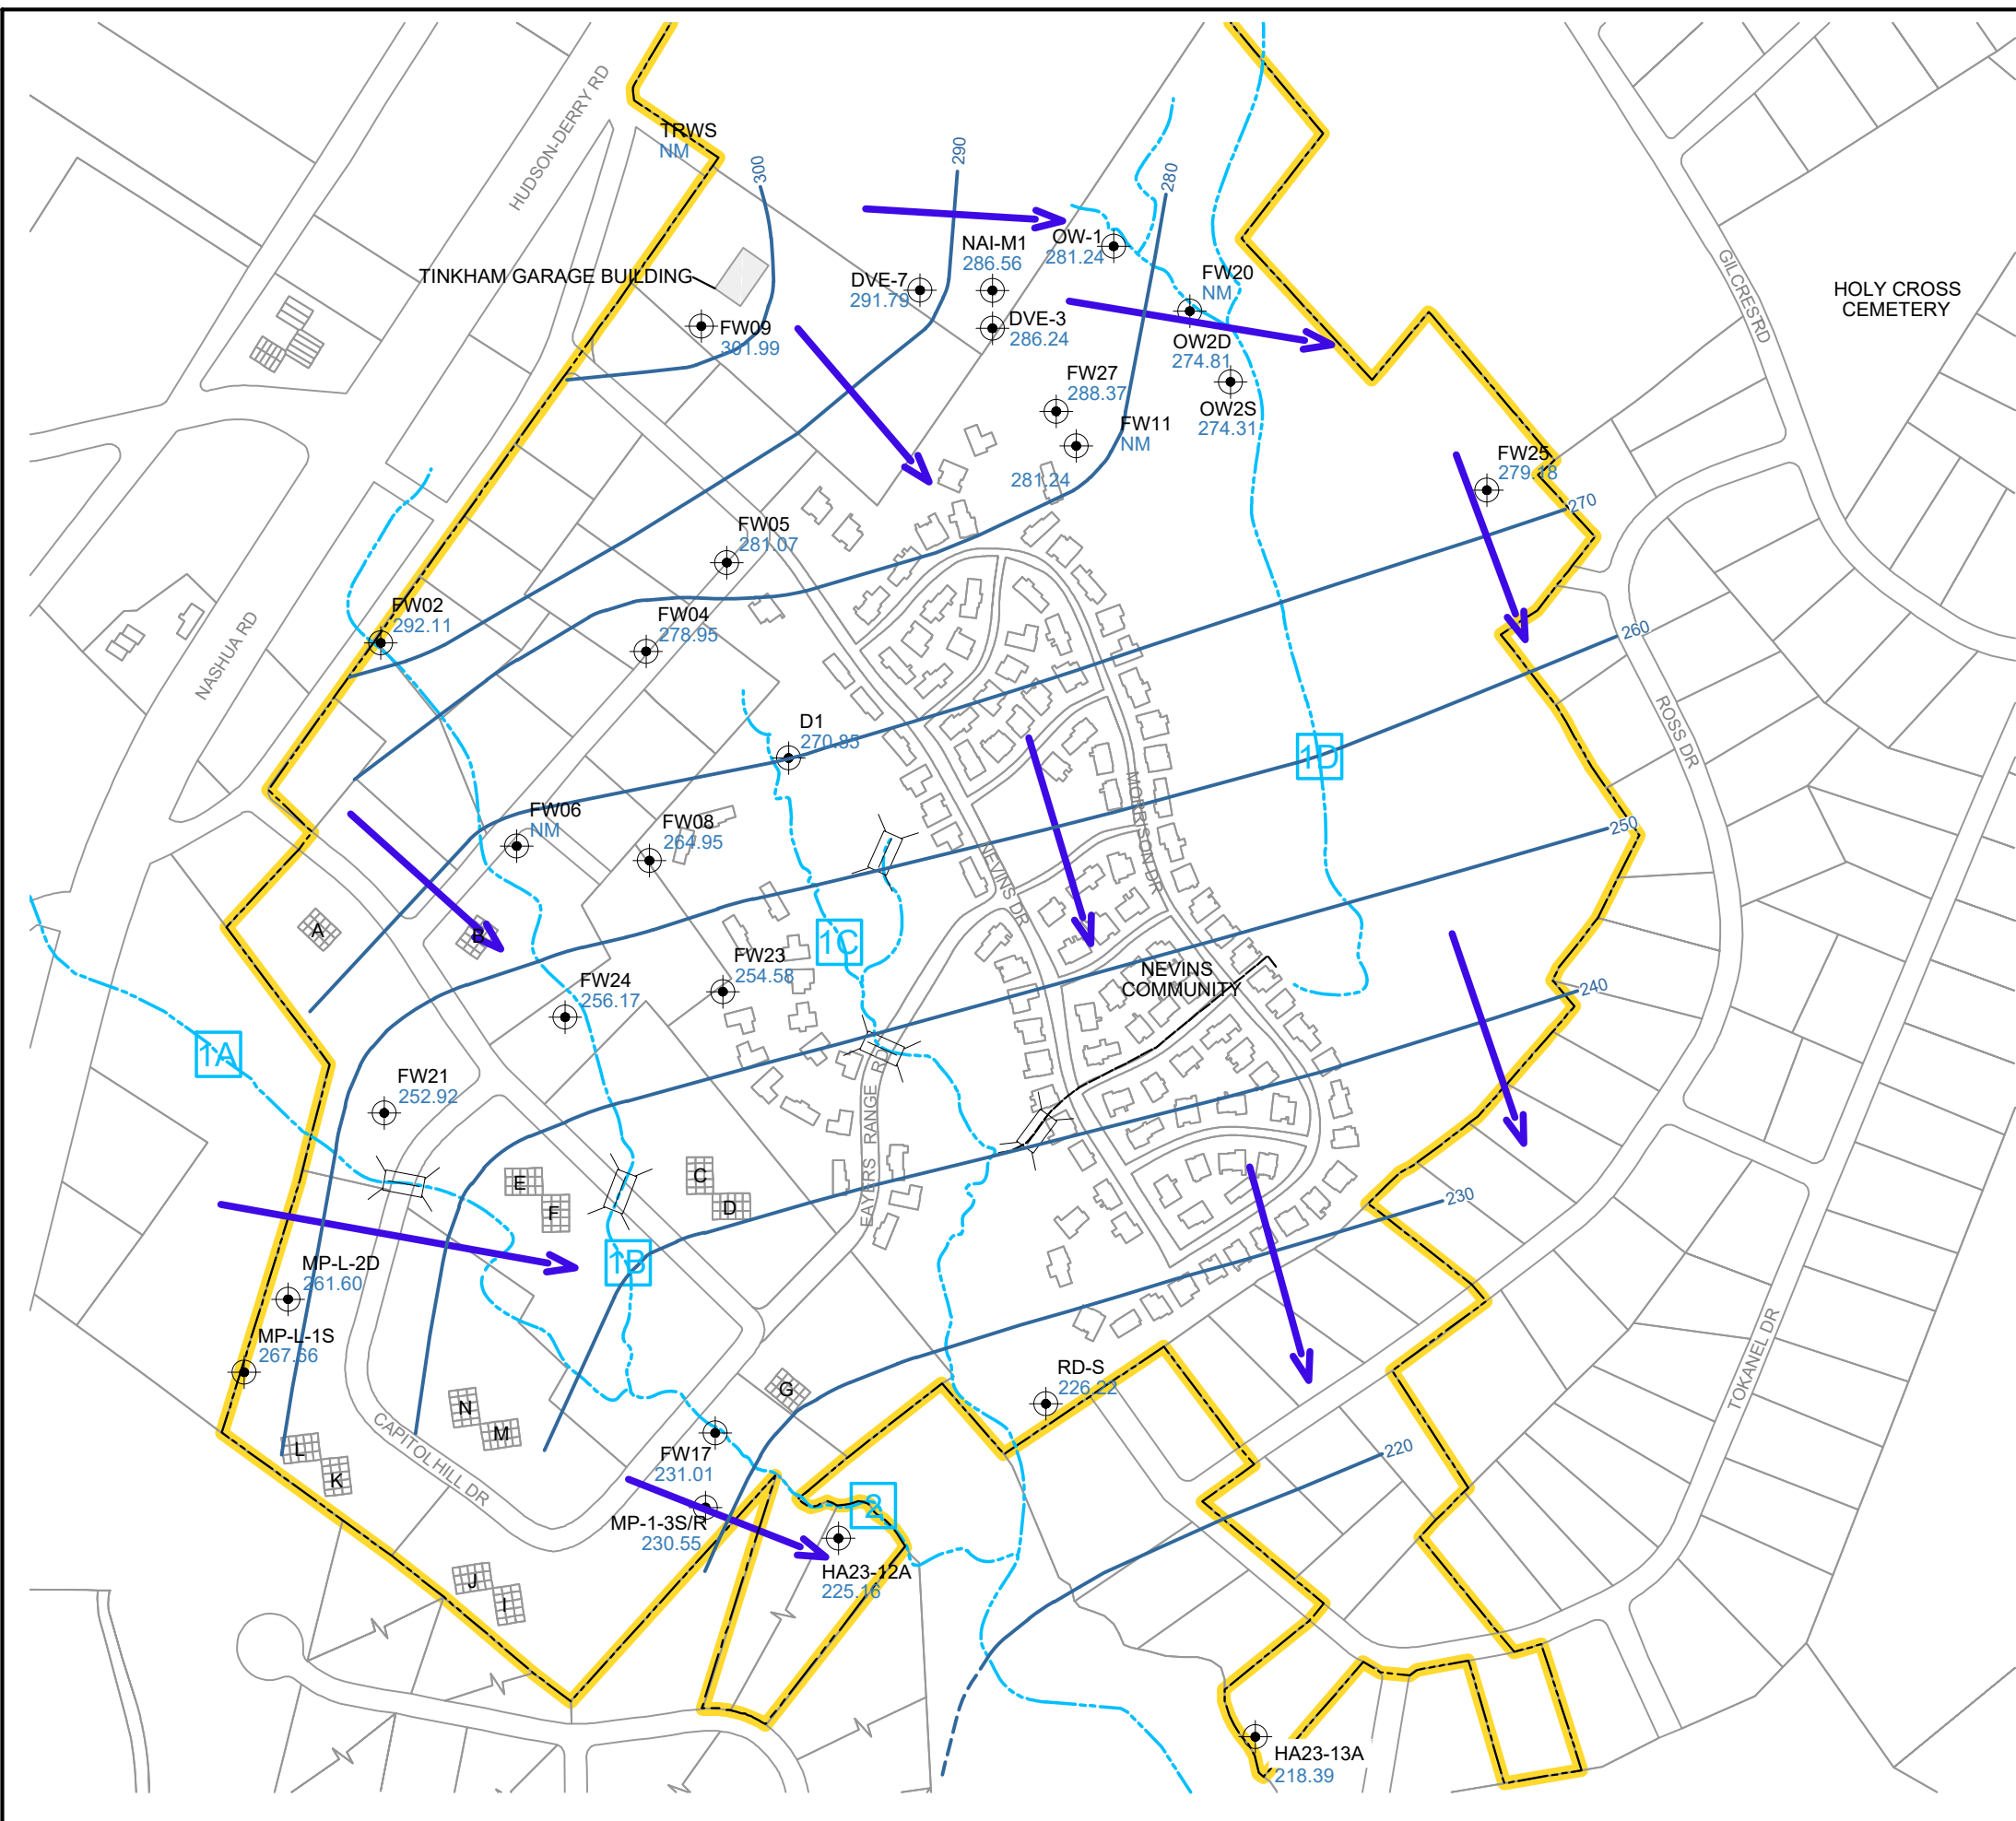 HUDSON-DERRY RD
TRWS
NM
300
290
280
OW-1
281.24
NAI-M1
286.56
FW20
NM
TINKHAM GARAGE BUILDING
DVE-7
291.79
GILCREST RD
HOLY CROSS
CEMETERY
FW09
301.99
DVE-3
286.24
OW2D
274.81
FW27
288.37
OW2S
274.31
FW11
NM
FW25
279.18
281.24
270
FW05
281.07
FW02
292.11
FW04
278.95
260
NASHUA RD
D1
270.85
1D
ROSS DR
MORRISON DR
FW06
NM
FW08
264.95
250
NEVINS DR
A
B
1C
FW23
254.58
NEVINS
COMMUNITY
FW24
256.17
240
1A
FW21
252.92
EAYERS RANGE RD
E
F
C
D
230
1B
MP-L-2D
261.60
MP-L-1S
267.66
TOKANEL DR
RD-S
226.22
G
N
M
CAPITOLHILL DR
L
K
FW17
231.01
220
2
MP-1-3S/R
230.55
HA23-12A
225.16
J
I
HA23-13A
218.39